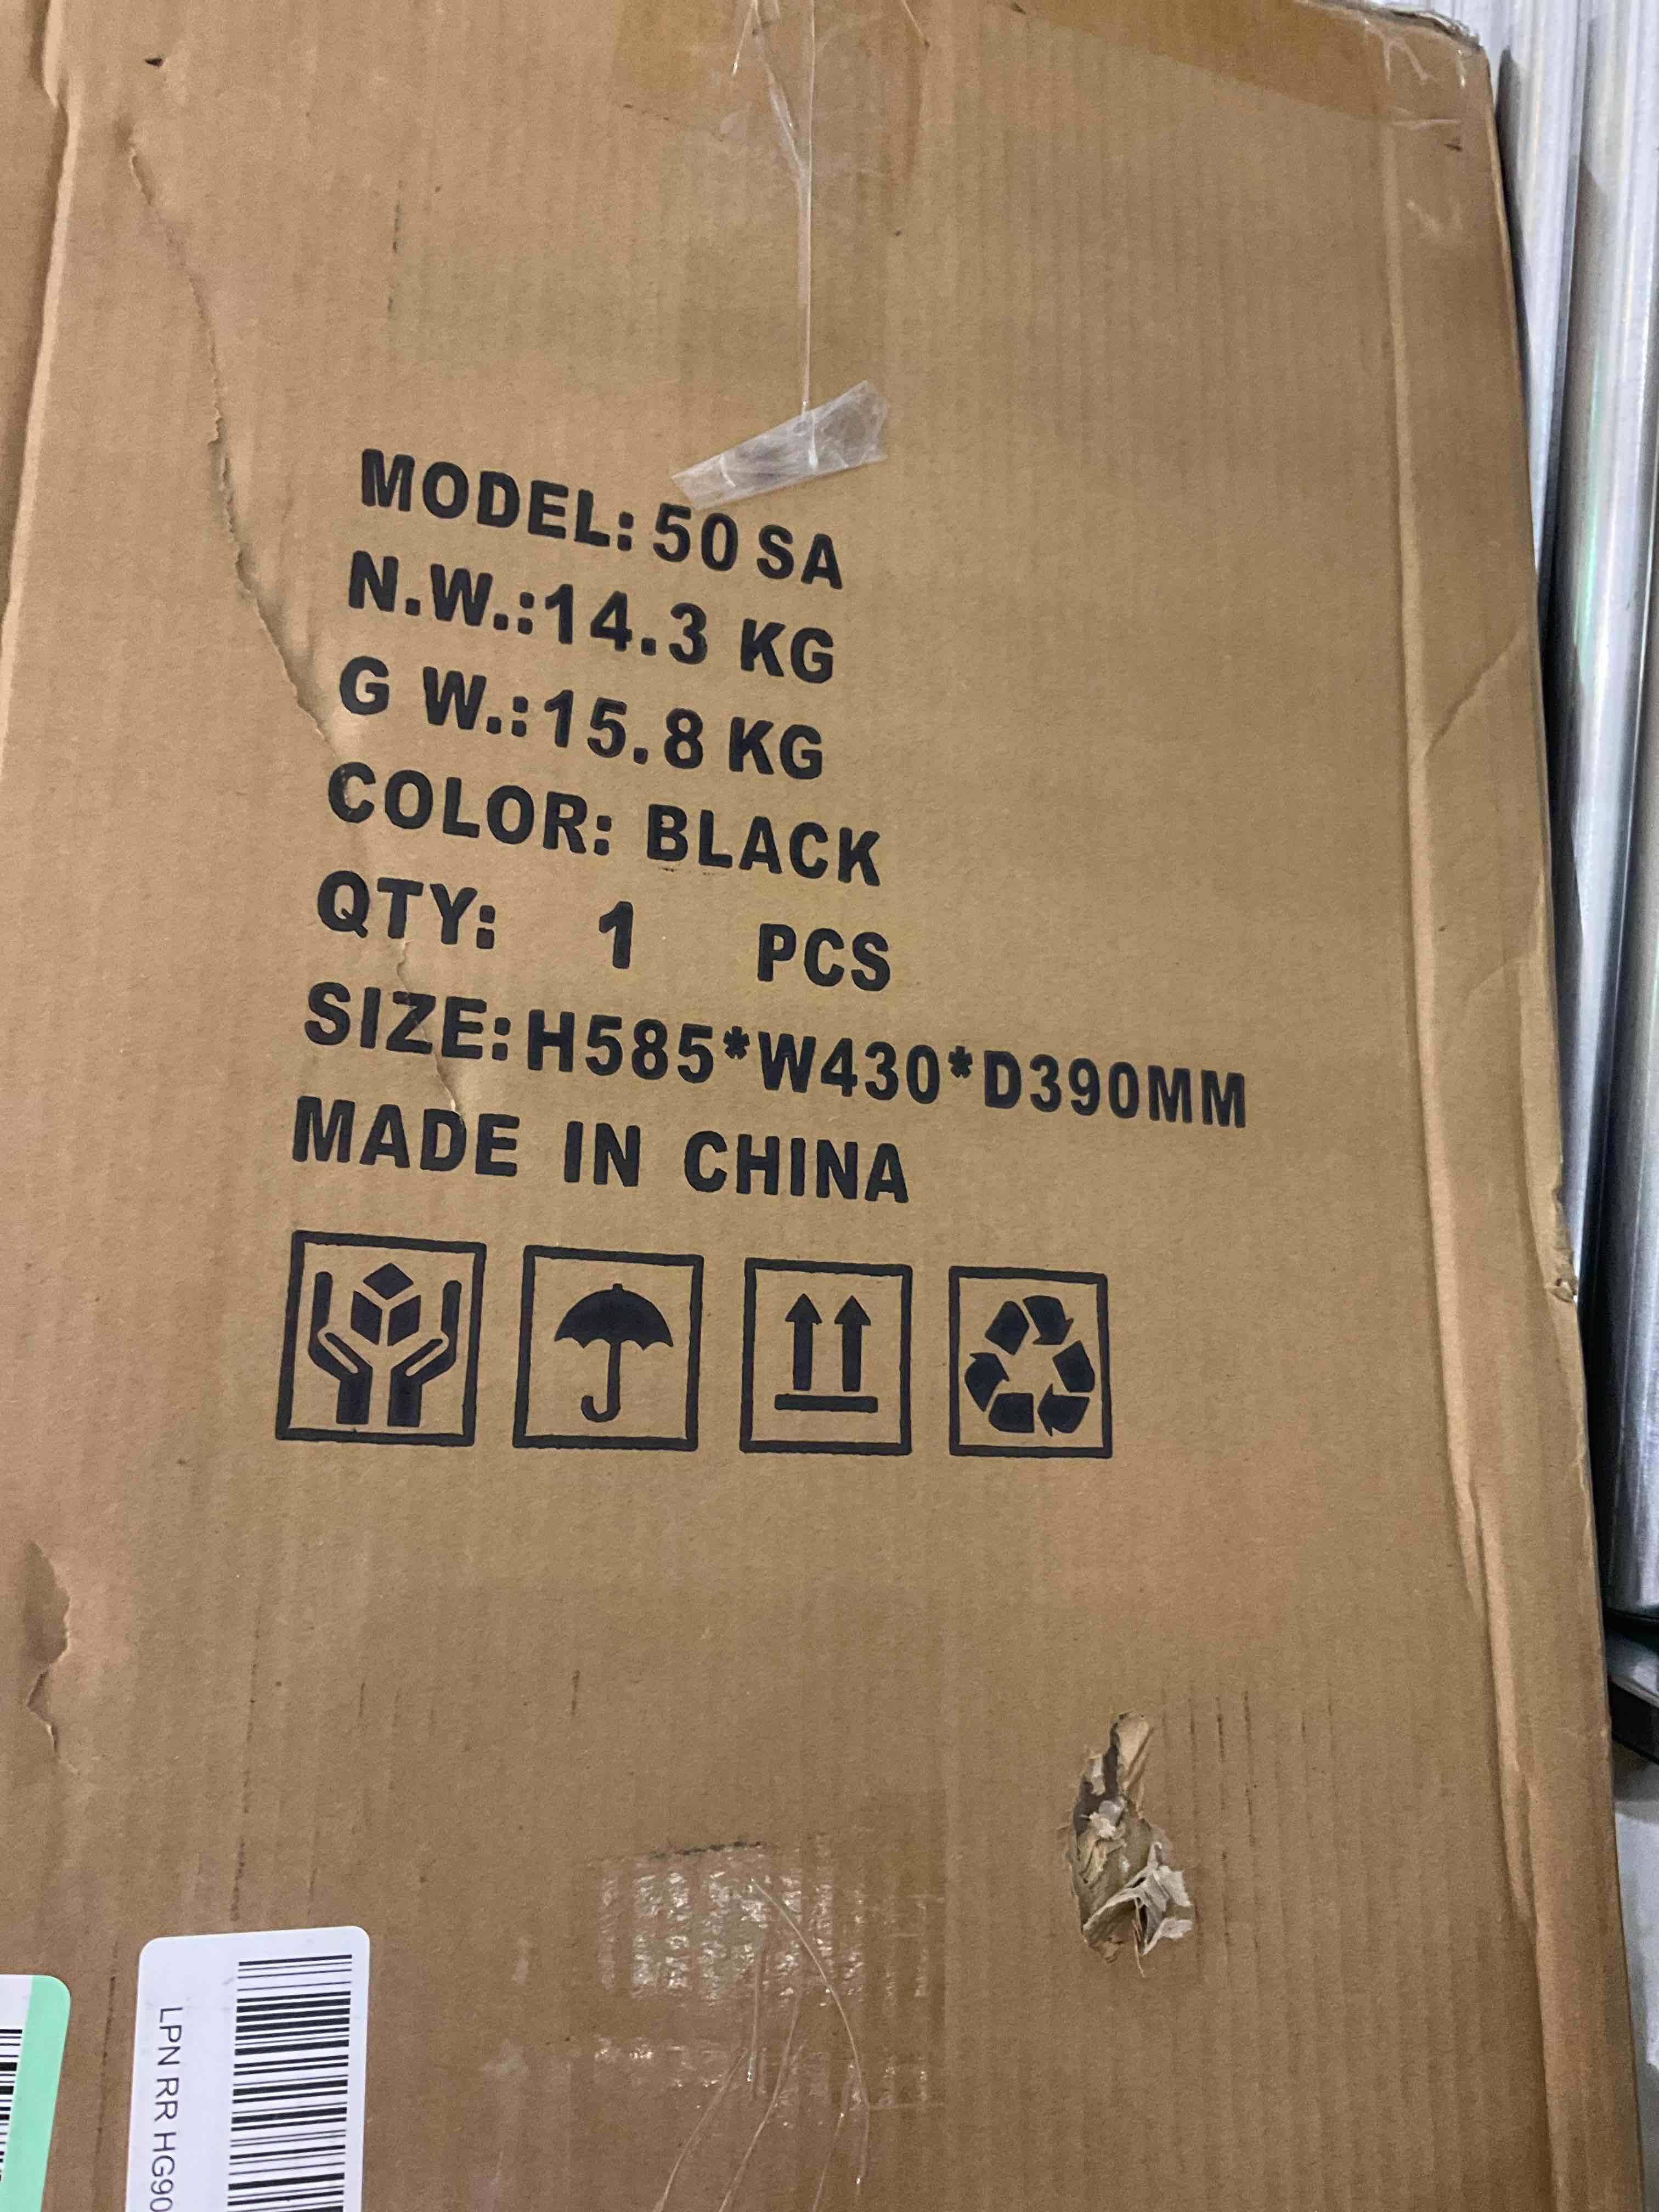 MODEL: 50 SA
N.W.:14.3 KG
G W.:15.8 KG
COLOR: BLACK
QTY: 1 PCS
SIZE:H585*W430*D390MM
MADE IN CHINA
LPN RR HG90